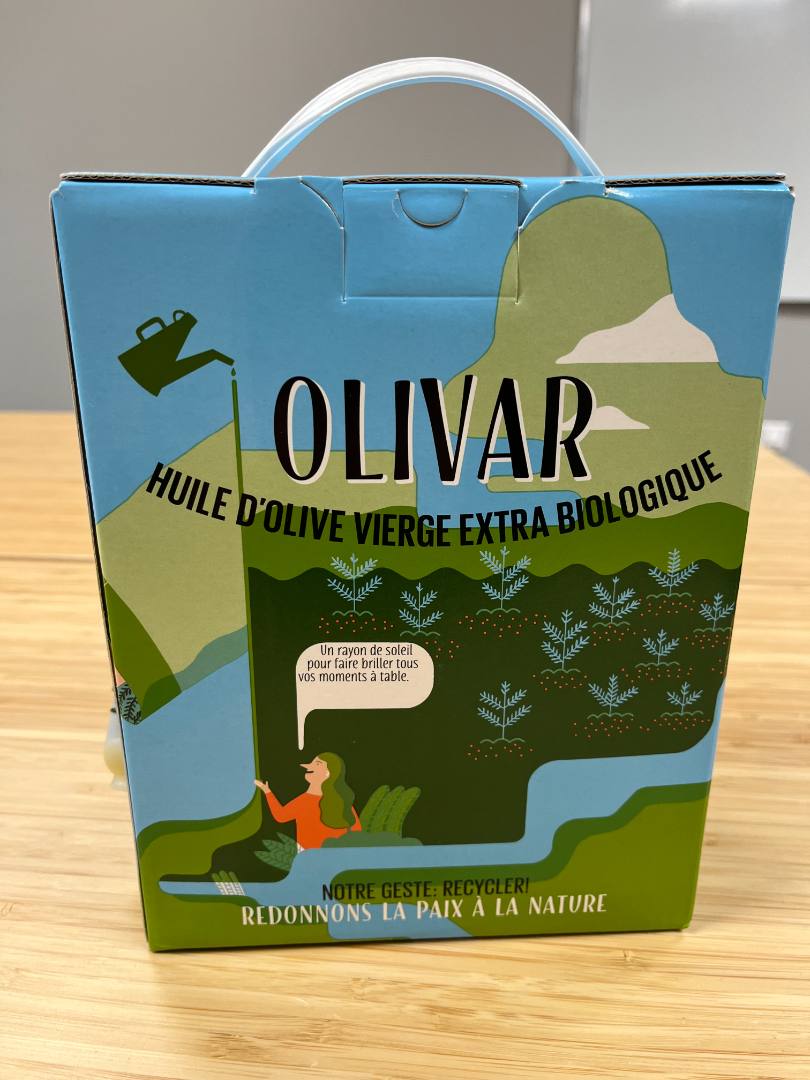 OLIVAR
HUILE D'OLIVE VIERGE EXTRA BIOLOGIQUE
Un rayon de soleil
pour faire briller tous
vos moments à table.
NOTRE GESTE: RECYCLER!
REDONNONS LA PAIX À LA NATURE